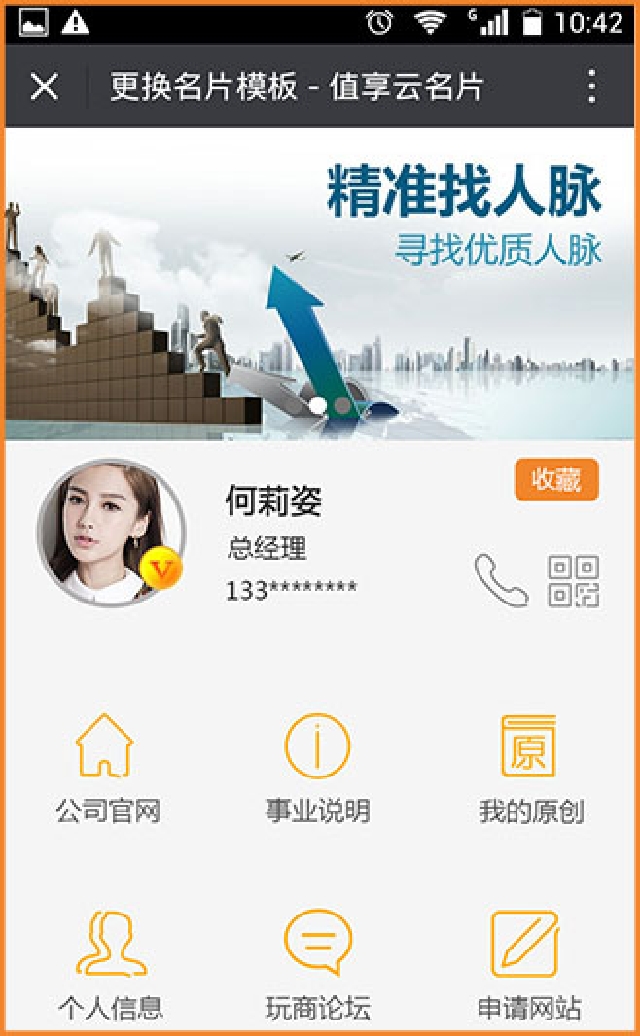 10:42
更换名片模板 - 值享云名片
精准找人脉
寻找优质人脉
收藏
何莉姿
总经理
133********
V
原
公司官网 事业说明 我的原创
个人信息 玩商论坛 申请网站